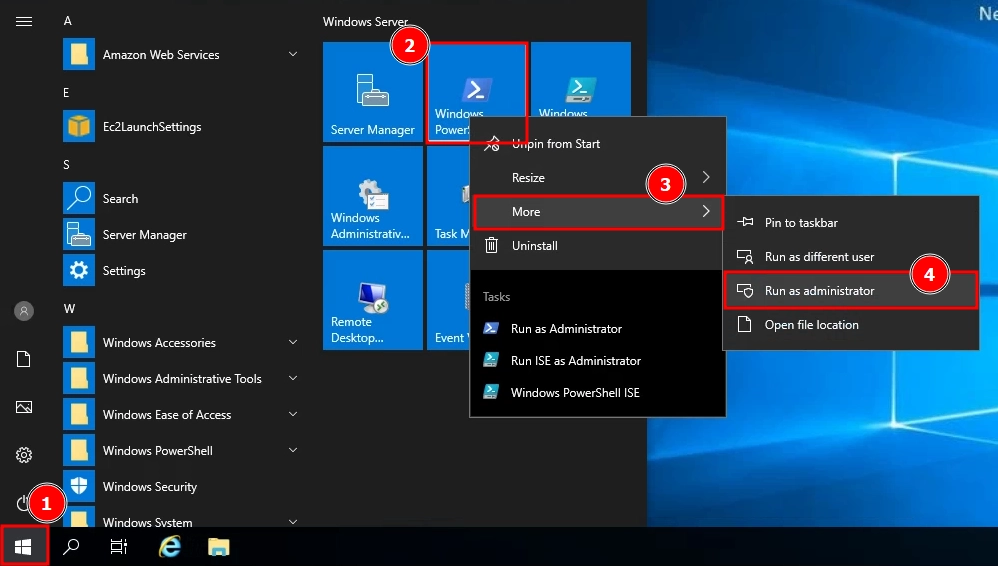 A
Amazon Web Services
E
Ec2LaunchSettings
S
Search
Server Manager
Settings
W
Windows Accessories
Windows Administrative Tools
Windows Ease of Access
Windows PowerShell
Windows Security
Windows System
1
Windows Server
Server Manager
2
Windows
Windows
Windows
Administrativ...
Task M
Remote
Desktop...
Event
Unpin from Start
Resize
3
More
Uninstall
Tasks
Run as Administrator
Run ISE as Administrator
Windows PowerShell ISE
Pin to taskbar
Run as different user
4
Run as administrator
Open file location
Ne